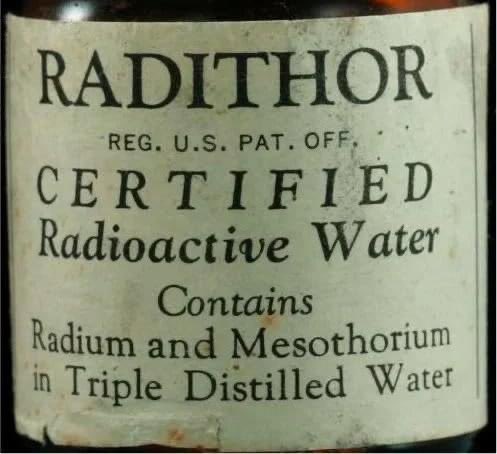 RADITHOR
REG. U.S. PAT. OFF.
CERTIFIED
Radioactive Water
Contains
Radium and Mesothorium
in Triple Distilled Water